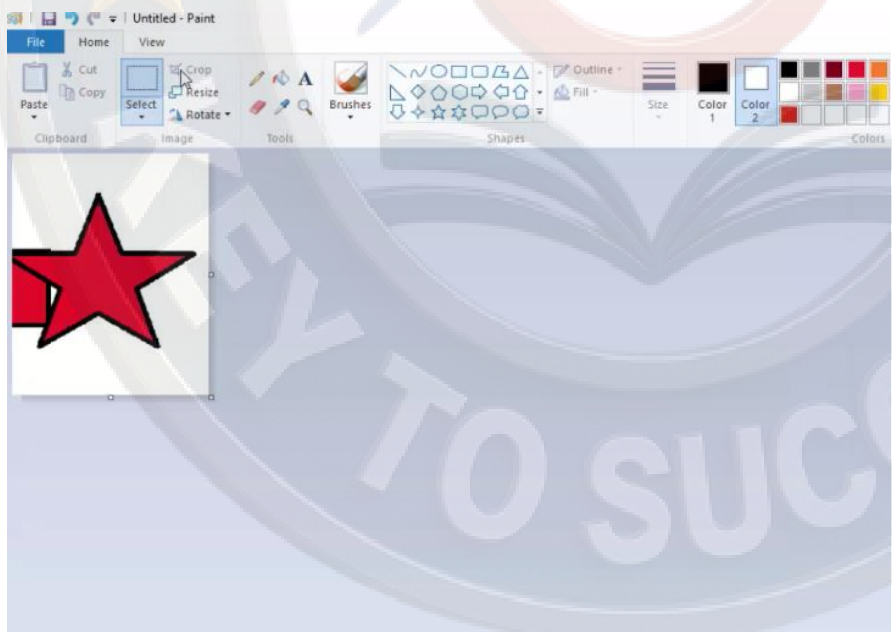 Untitled - Paint
File Home View
Cut
Copy
Paste
Clipboard
Select
Crop
Resize
Rotate
Image
A
Tools
Brushes
Shapes
Outline
Fill
Size
Color 1
Color 2
Colors
KEY TO SUCC